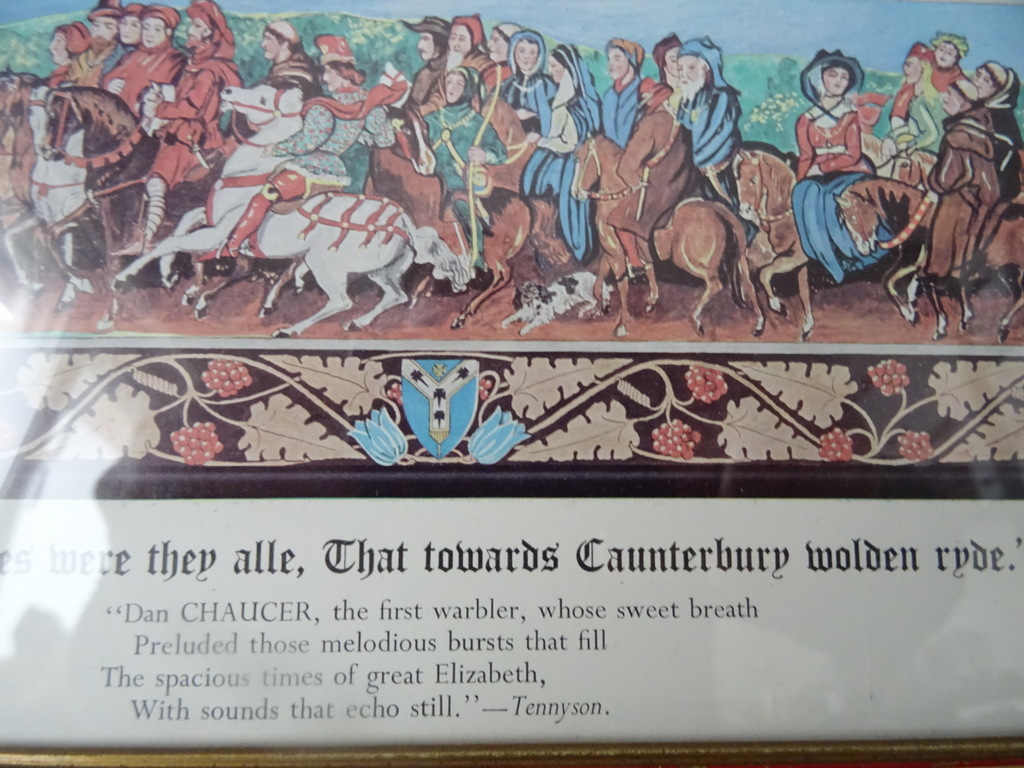 es were they alle, That towards Caunterbury wolden ryde.'
“Dan CHAUCER, the first warbler, whose sweet breath
Preluded those melodious bursts that fill
The spacious times of great Elizabeth,
With sounds that echo still.”—Tennyson.